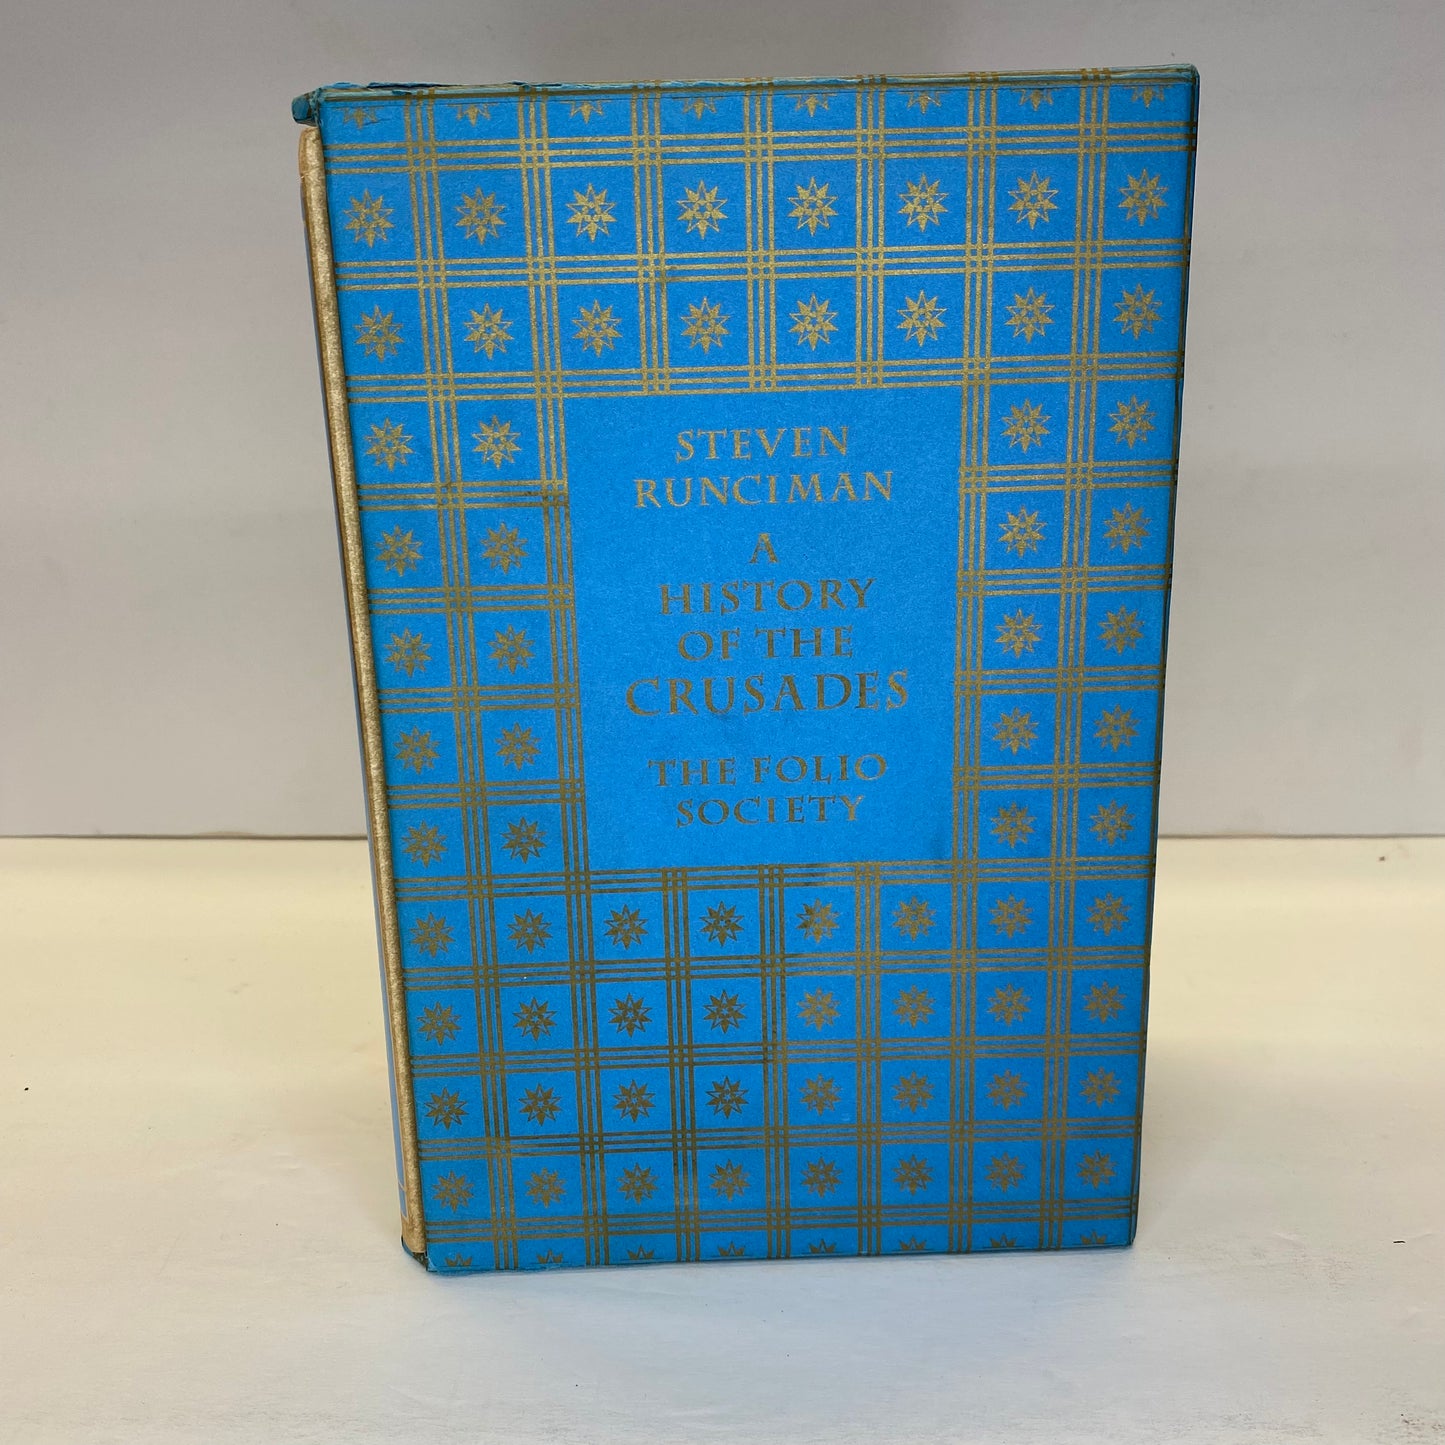 STEVEN
RUNCIMAN
A
HISTORY
OF THE
CRUSADES
THE FOLIO
SOCIETY